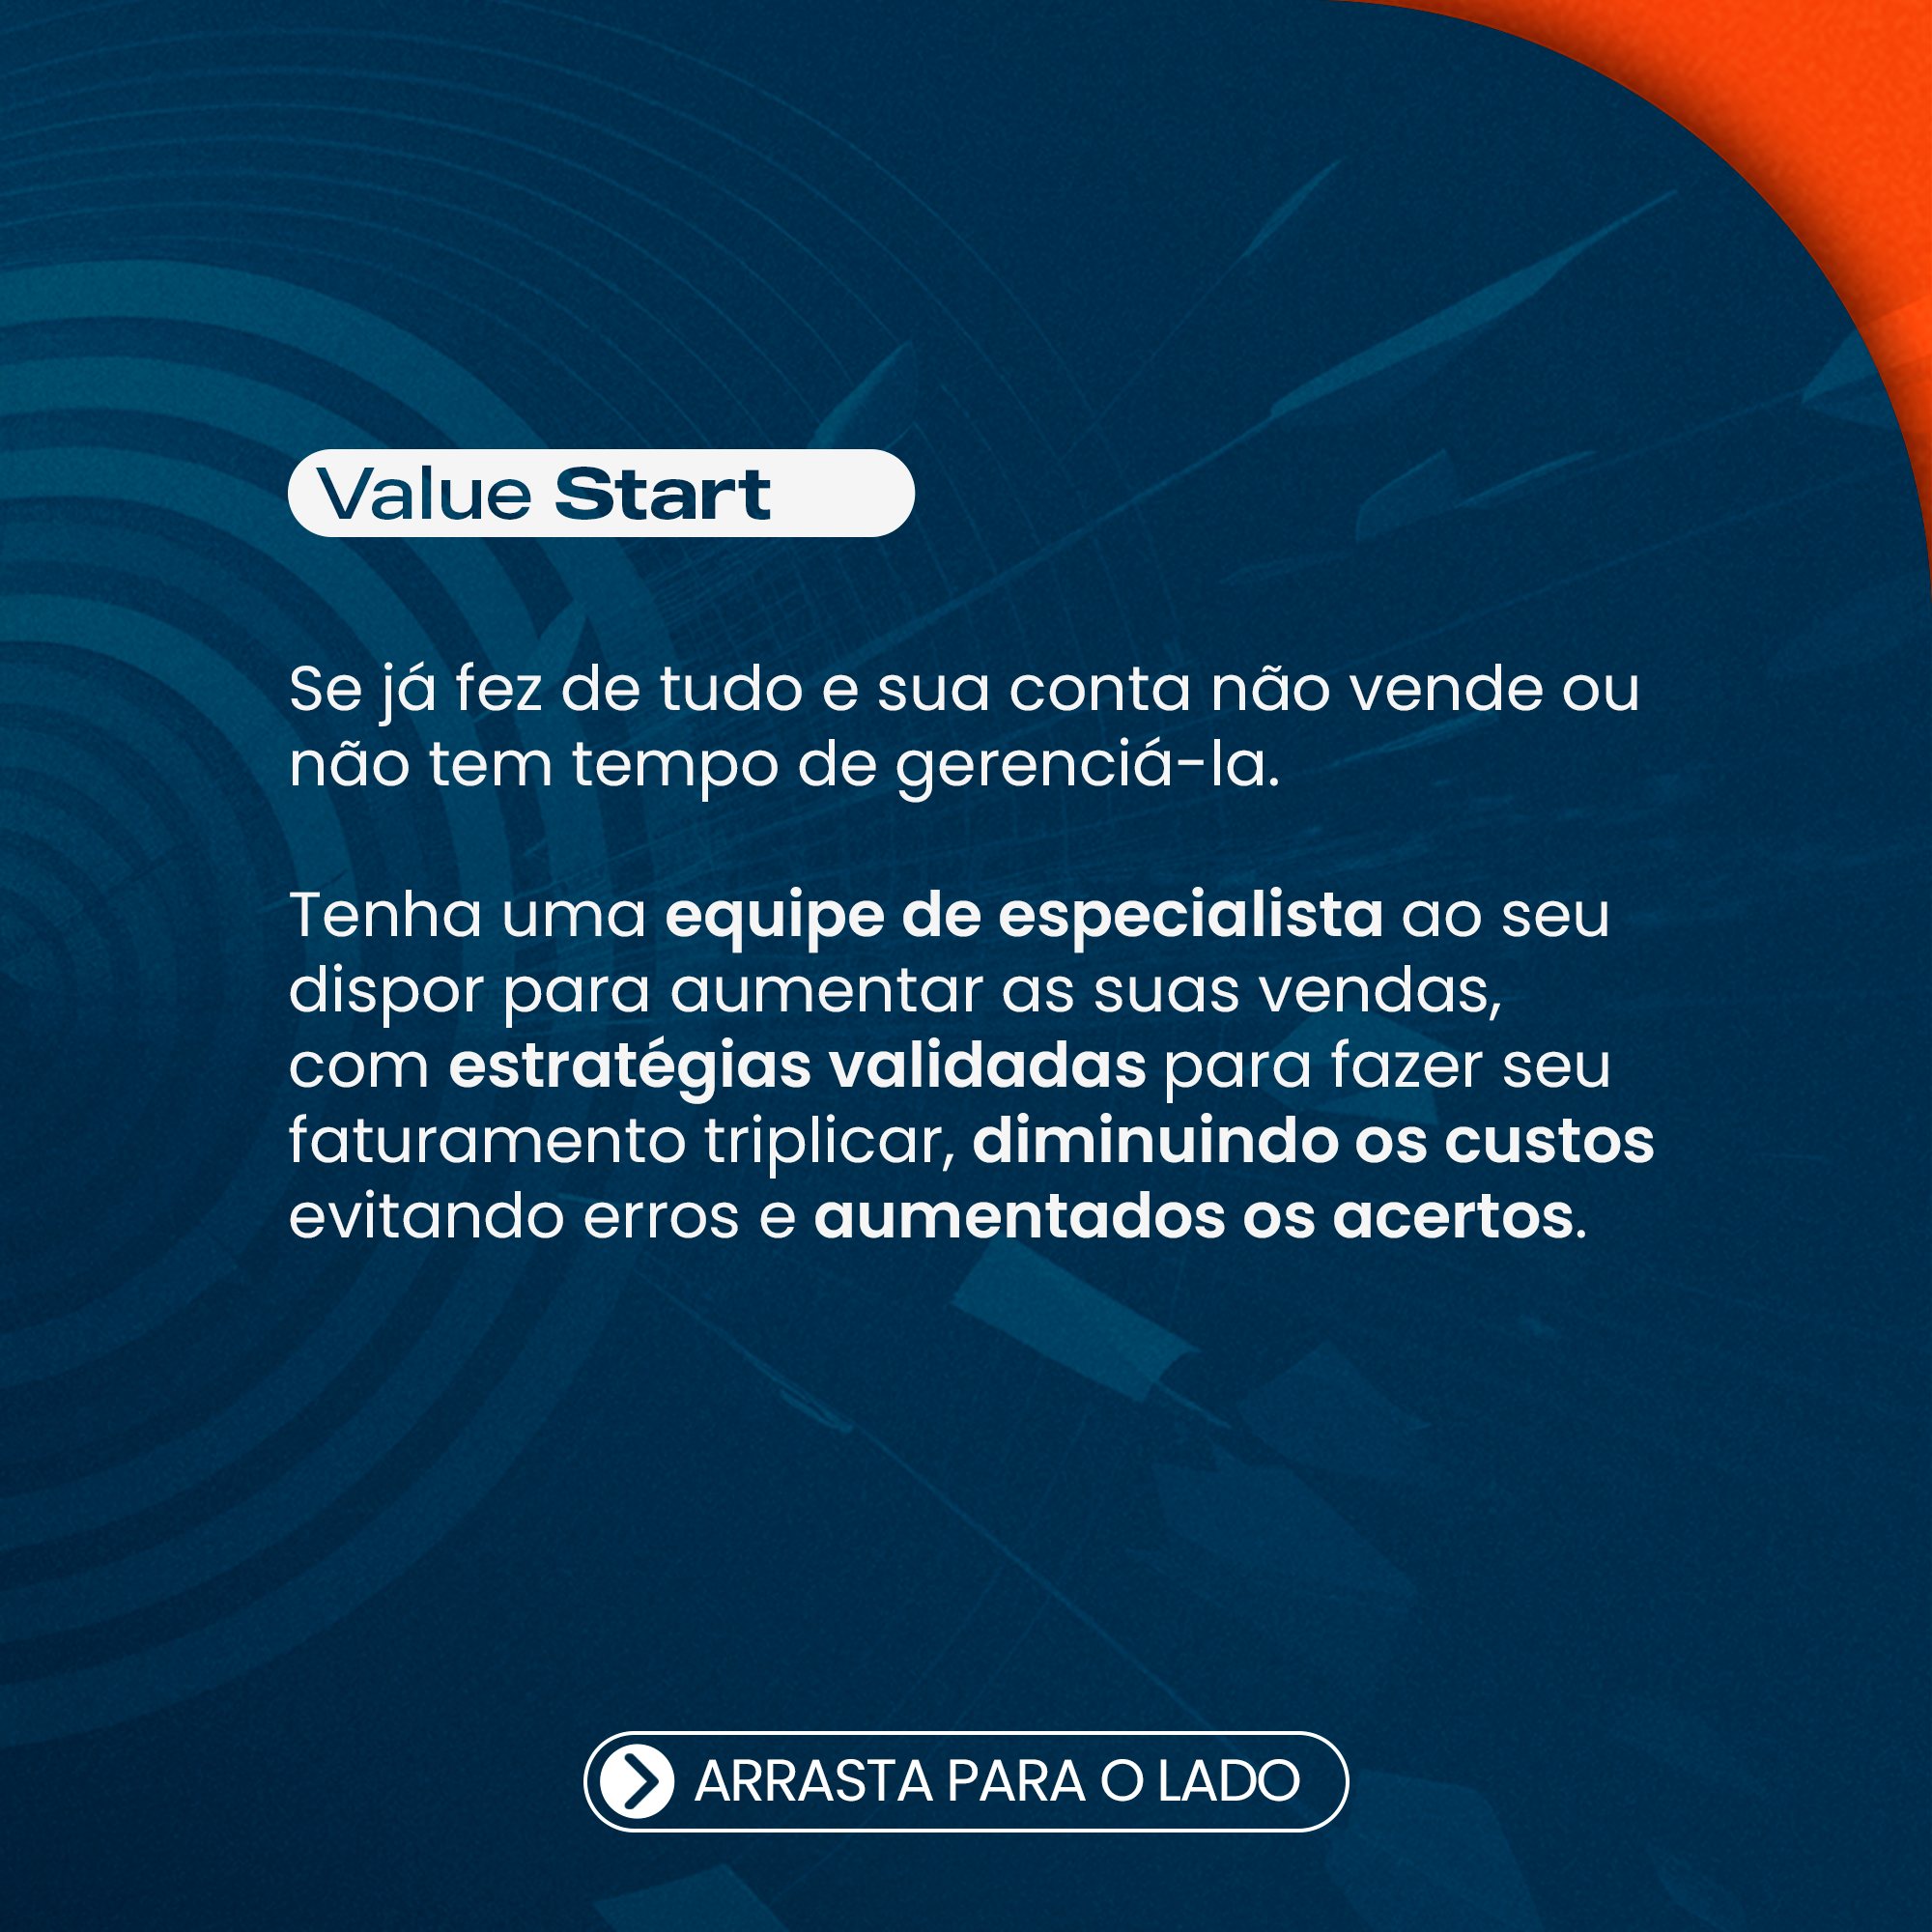 Value Start
Se já fez de tudo e sua conta não vende ou
não tem tempo de gerenciá-la.
Tenha uma equipe de especialista ao seu
dispor para aumentar as suas vendas,
com estratégias validadas para fazer seu
faturamento triplicar, diminuindo os custos
evitando erros e aumentados os acertos.
ARRASTA PARA O LADO